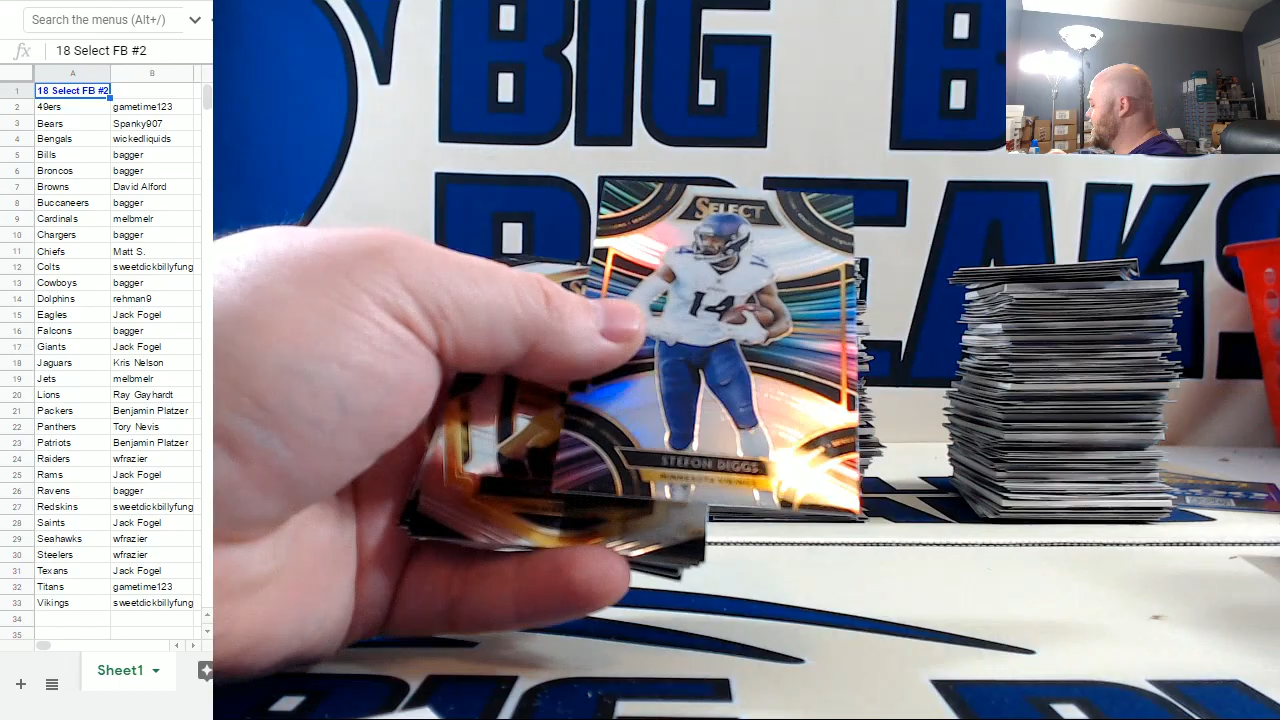 Search the menus (Alt+/)
fx 18 Select FB #2
A B
1 18 Select FB #2
2 49ers gametime123
3 Bears Spanky907
4 Bengals wickedliquids
5 Bills bagger
6 Broncos bagger
7 Browns David Alford
8 Buccaneers bagger
9 Cardinals melbmelr
10 Chargers bagger
11 Chiefs Matt S.
12 Colts sweetdickbillyfung
13 Cowboys bagger
14 Dolphins rehman9
15 Eagles Jack Fogel
16 Falcons bagger
17 Giants Jack Fogel
18 Jaguars Kris Nelson
19 Jets melbmelr
20 Lions Ray Gayhardt
21 Packers Benjamin Platzer
22 Panthers Tory Nesmith
23 Patriots Benjamin Platzer
24 Raiders wfrazier
25 Rams Jack Fogel
26 Ravens bagger
27 Redskins sweetdickbillyfung
28 Saints Jack Fogel
29 Seahawks wfrazier
30 Steelers wfrazier
31 Texans Jack Fogel
32 Titans gametime123
33 Vikings sweetdickbillyfung
34
35
Sheet1
BIG B
BREAKS
SELECT
14
STEFON DIGGS
MINNESOTA VIKINGS
BIG B